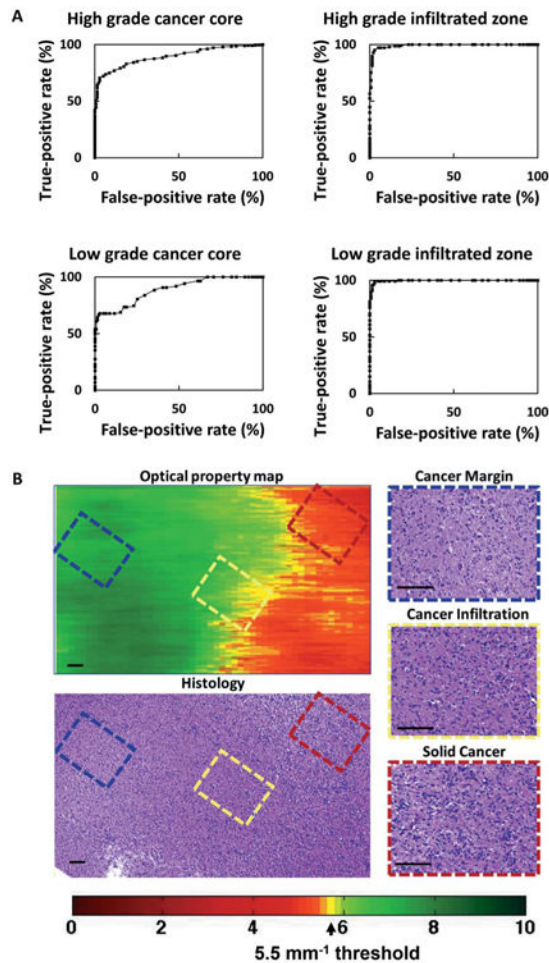 A
High grade cancer core
True-positive rate (%)
100
50
0
0
50
100
False-positive rate (%)
High grade infiltrated zone
True-positive rate (%)
100
50
0
0
50
100
False-positive rate (%)
Low grade cancer core
True-positive rate (%)
100
50
0
0
50
100
False-positive rate (%)
Low grade infiltrated zone
True-positive rate (%)
100
50
0
0
50
100
False-positive rate (%)
B
Optical property map
Histology
Cancer Margin
Cancer Infiltration
Solid Cancer
0 2 4 6 8 10
5.5 mm⁻¹ threshold